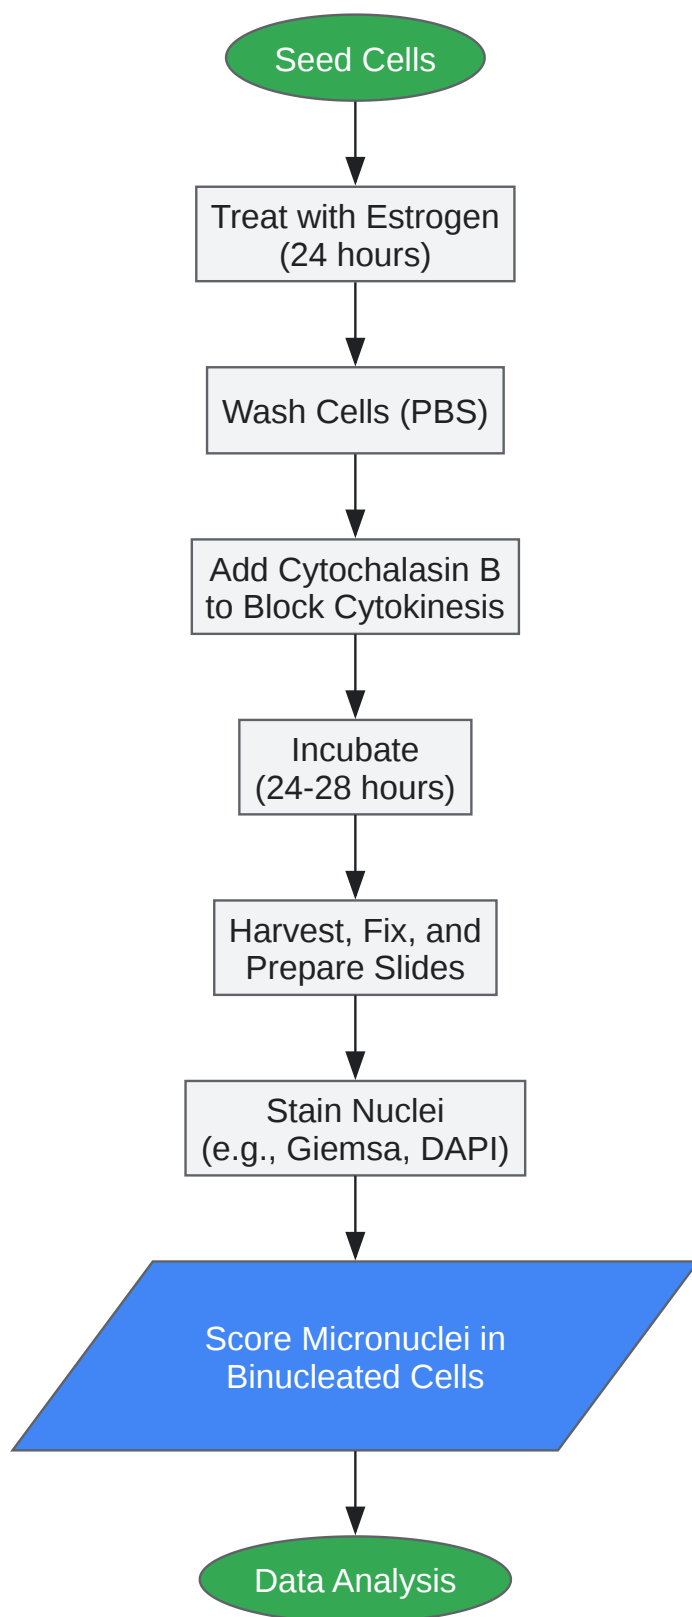 Seed Cells
Treat with Estrogen
(24 hours)
Wash Cells (PBS)
Add Cytochalasin B
to Block Cytokinesis
Incubate
(24-28 hours)
Harvest, Fix, and
Prepare Slides
Stain Nuclei
(e.g., Giemsa, DAPI)
Score Micronuclei in
Binucleated Cells
Data Analysis